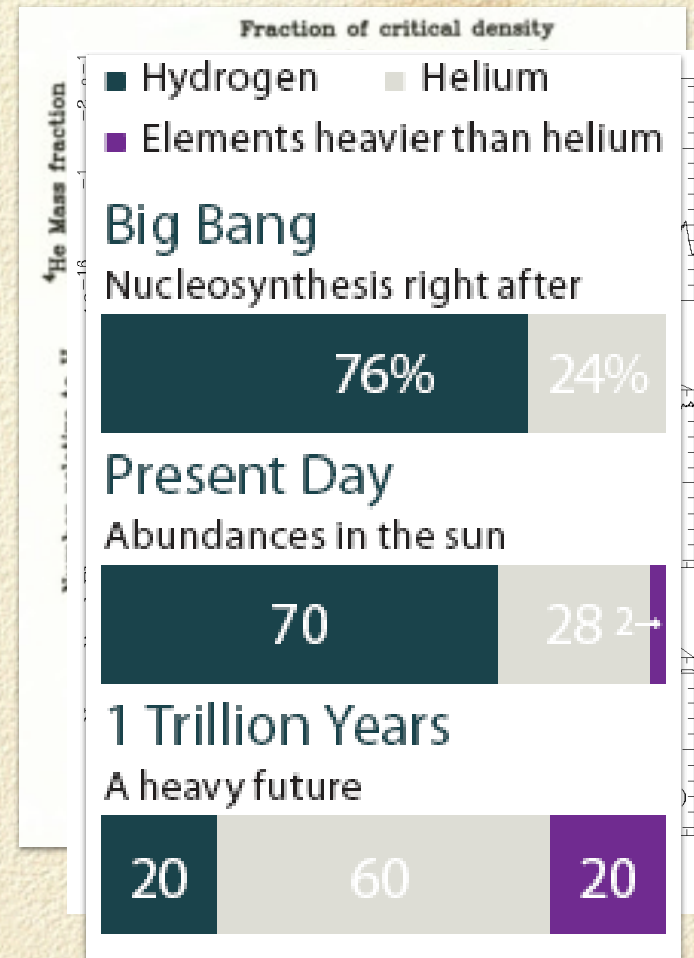 Fraction of critical density
⁴He Mass fraction
Hydrogen Helium
Elements heavier than helium
Big Bang
Nucleosynthesis right after
76% 24%
Present Day
Abundances in the sun
70 28 2→
1 Trillion Years
A heavy future
20 60 20